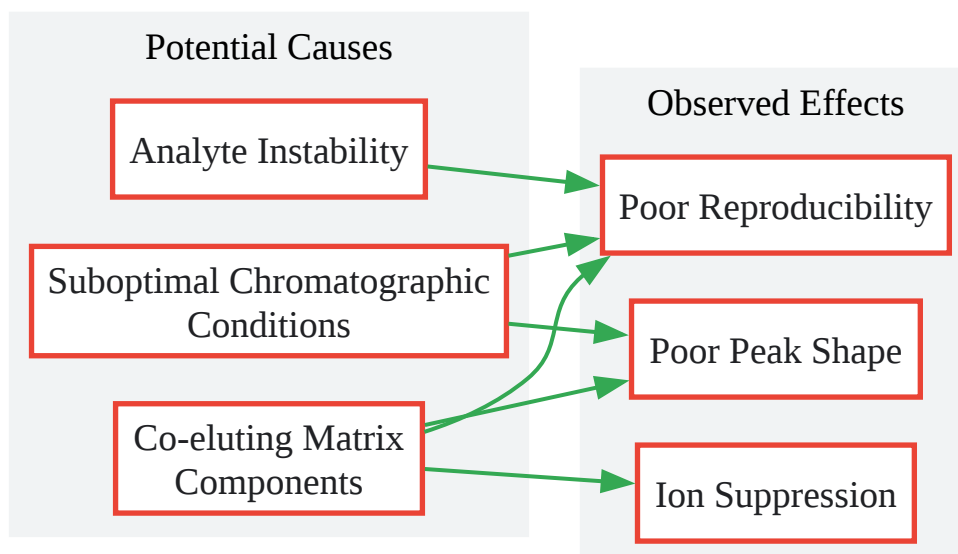 Potential Causes
Analyte Instability
Suboptimal Chromatographic
Conditions
Co-eluting Matrix
Components
Observed Effects
Poor Reproducibility
Poor Peak Shape
Ion Suppression